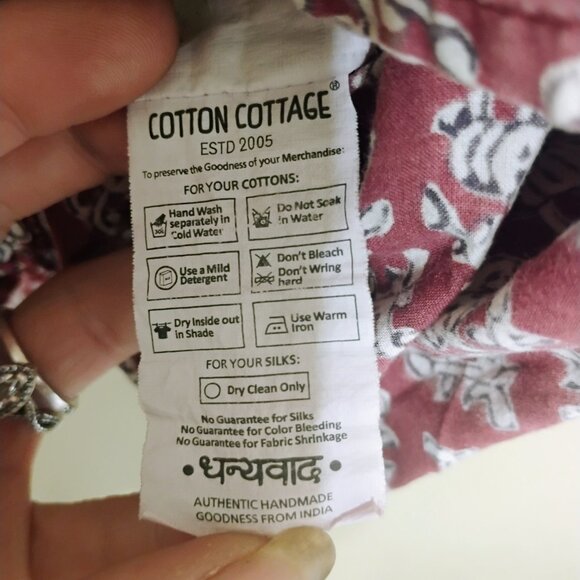 COTTON COTTAGE®
ESTD 2005
To preserve the Goodness of your Merchandise:
FOR YOUR COTTONS:
Hand Wash
separately in
Cold Water
Do Not Soak
in Water
Use a Mild
Detergent
Don't Bleach
Don't Wring
hard
Dry Inside out
in Shade
Use Warm
Iron
FOR YOUR SILKS:
Dry Clean Only
No Guarantee for Silks
No Guarantee for Color Bleeding
No Guarantee for Fabric Shrinkage
• धन्यवाद •
AUTHENTIC HANDMADE
GOODNESS FROM INDIA